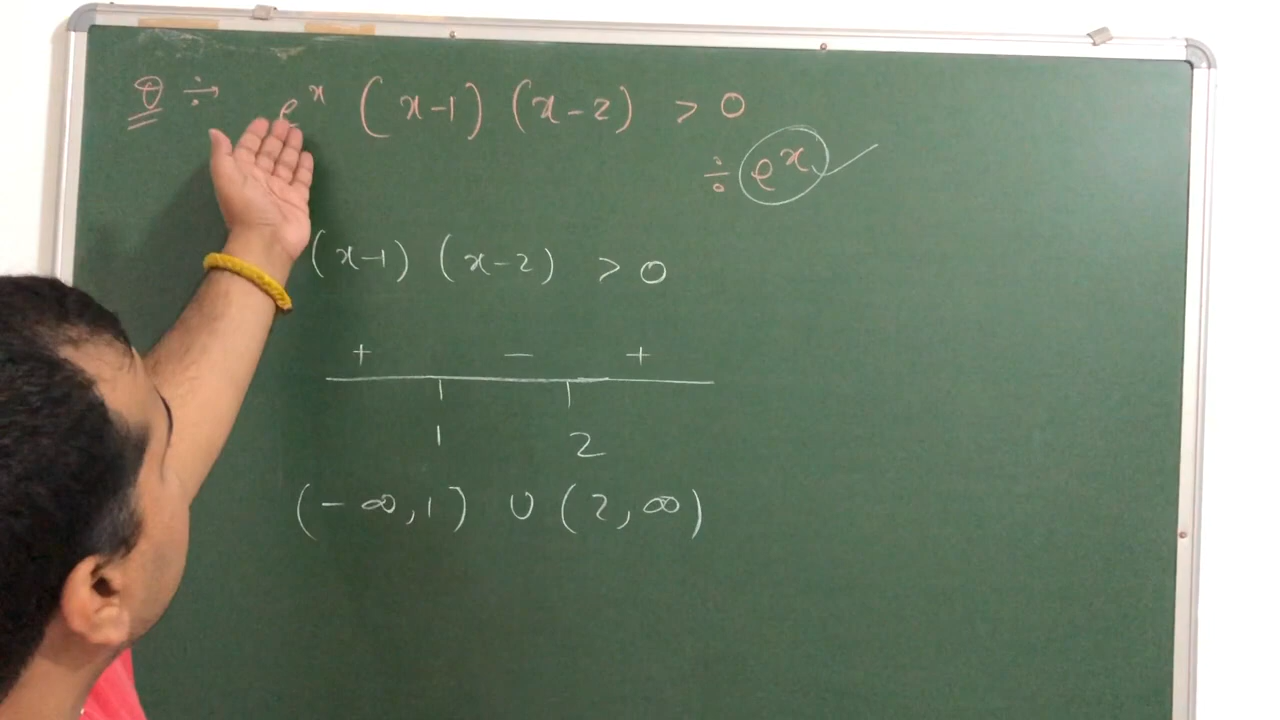 Q ÷→ e^x (x-1) (x-2) > 0
÷ e^x
(x-1) (x-2) > 0
+ − +
1 2
(-∞,1) ∪ (2,∞)